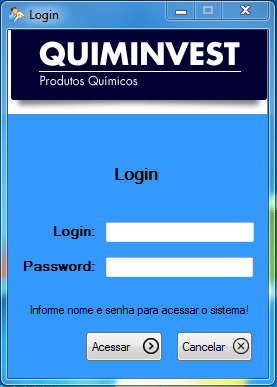 Login
QUIMINVEST
Produtos Químicos
Login
Login:
Password:
Informe nome e senha para acessar o sistema!
Acessar
Cancelar